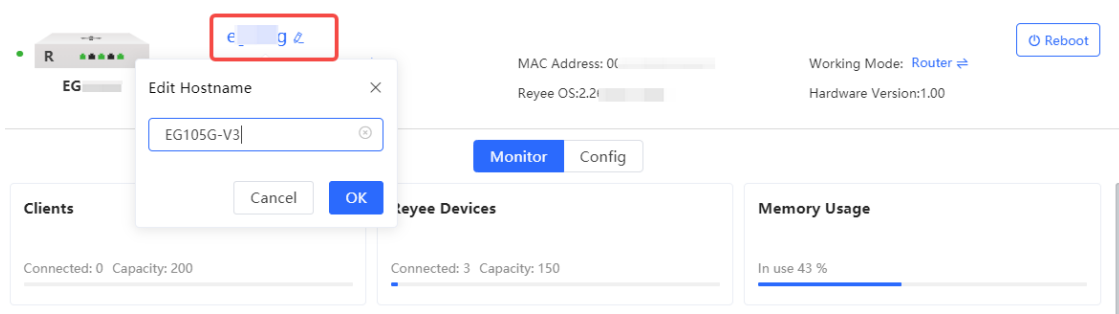 Reboot
R
EG
MAC Address: 0
Working Mode: Router
Edit Hostname
Reyee OS:2.2
Hardware Version:1.00
EG105G-V3
Monitor
Config
Cancel
OK
Clients
Reyee Devices
Memory Usage
Connected: 0 Capacity: 200
Connected: 3 Capacity: 150
In use 43 %